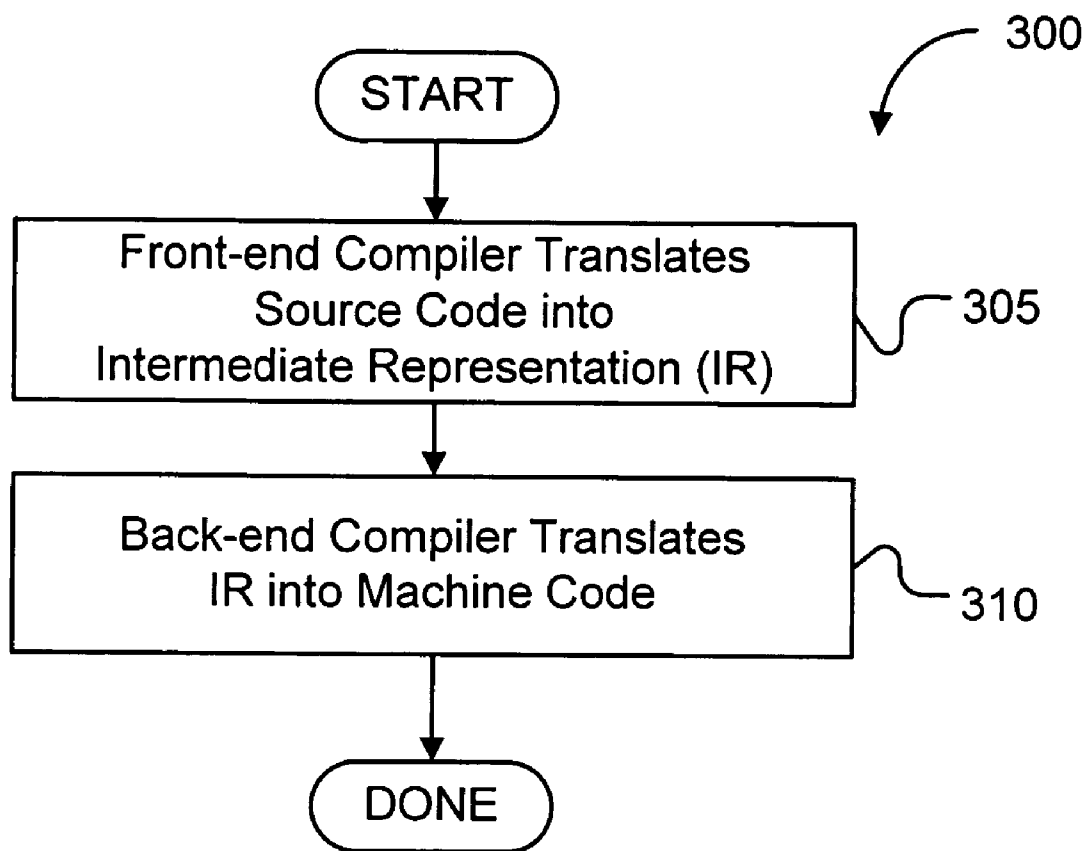 300
START
Front-end Compiler Translates
Source Code into
Intermediate Representation (IR)
305
Back-end Compiler Translates
IR into Machine Code
310
DONE